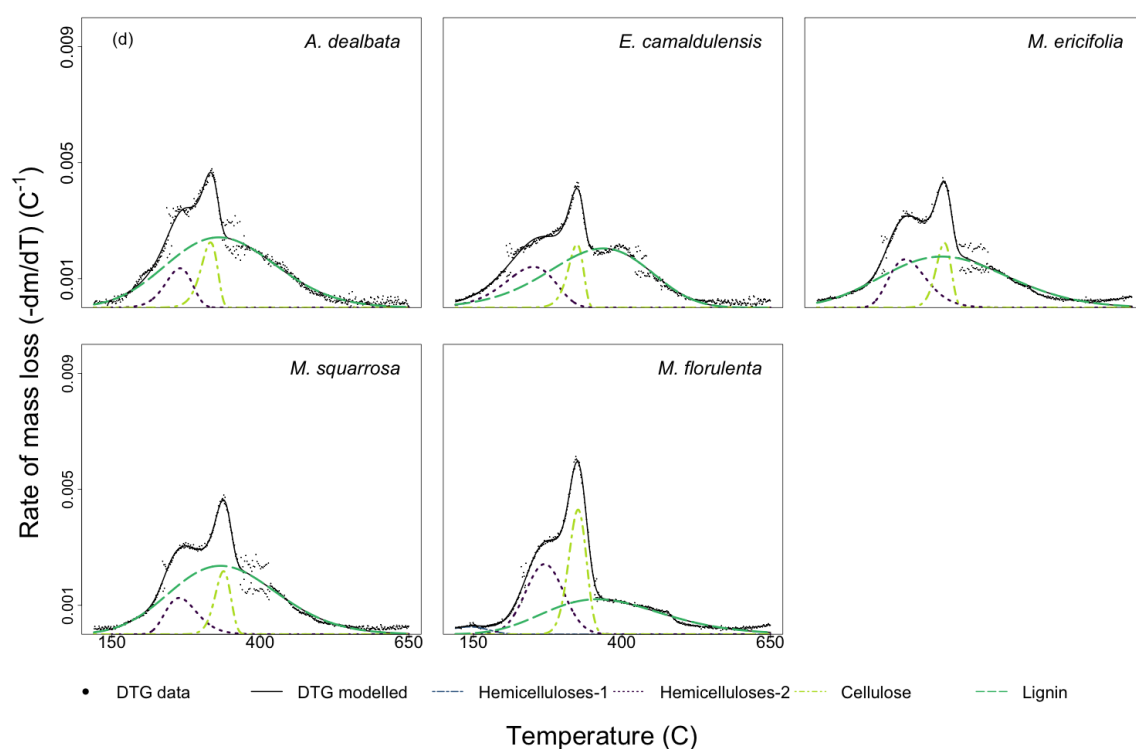 (d)
A. dealbata
E. camaldulensis
M. ericifolia
0.009
0.005
0.001
Rate of mass loss (-dm/dT) (C⁻¹)
M. squarrosa
M. florulenta
0.009
0.005
0.001
150 400 650
150 400 650
DTG data DTG modelled Hemicelluloses-1 Hemicelluloses-2 Cellulose Lignin
Temperature (C)